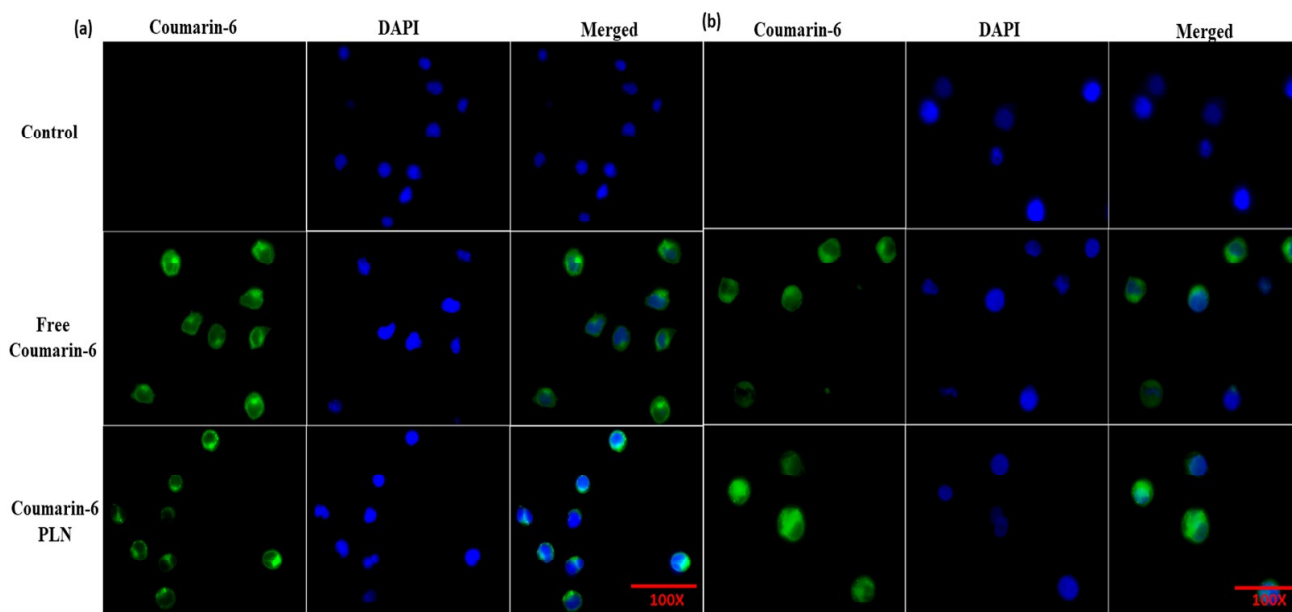 (a) Coumarin-6 DAPI Merged (b) Coumarin-6 DAPI Merged
Control
Free
Coumarin-6
Coumarin-6
PLN
100X 100X